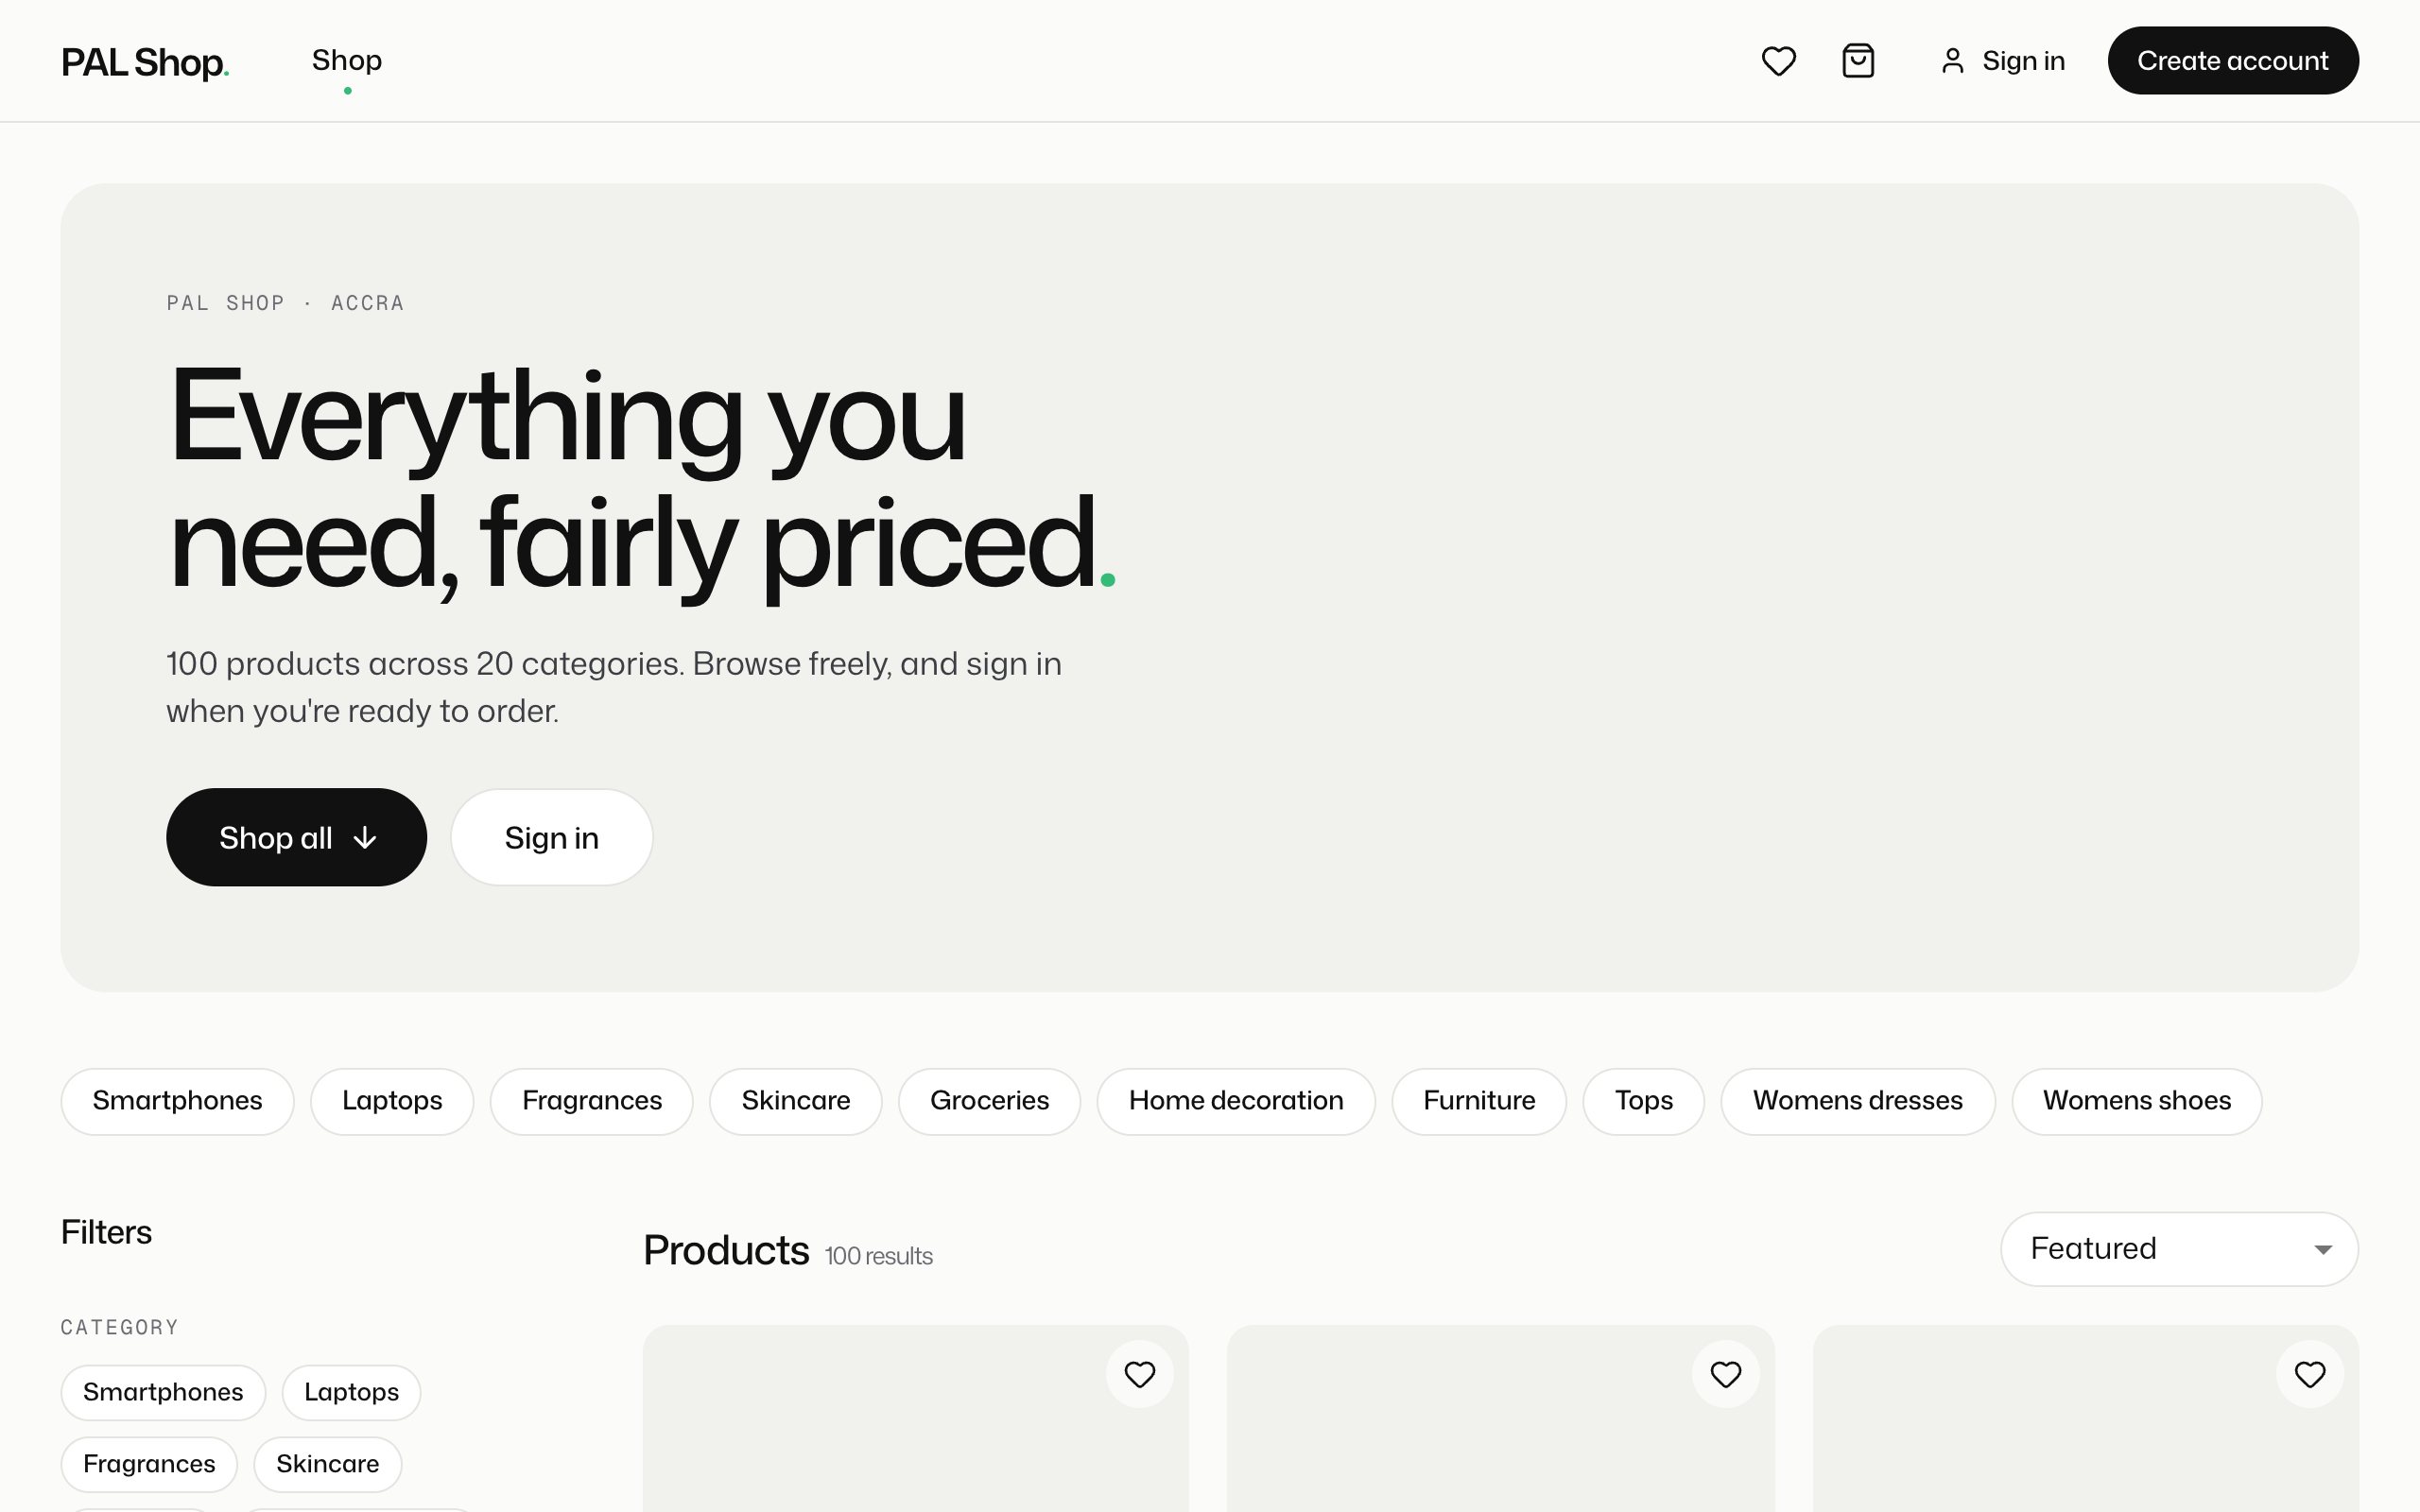 PAL Shop.
Shop
Sign in
Create account
PAL SHOP · ACCRA
Everything you
need, fairly priced.
100 products across 20 categories. Browse freely, and sign in
when you're ready to order.
Shop all
Sign in
Smartphones
Laptops
Fragrances
Skincare
Groceries
Home decoration
Furniture
Tops
Womens dresses
Womens shoes
Filters
Products
100 results
Featured
CATEGORY
Smartphones
Laptops
Fragrances
Skincare